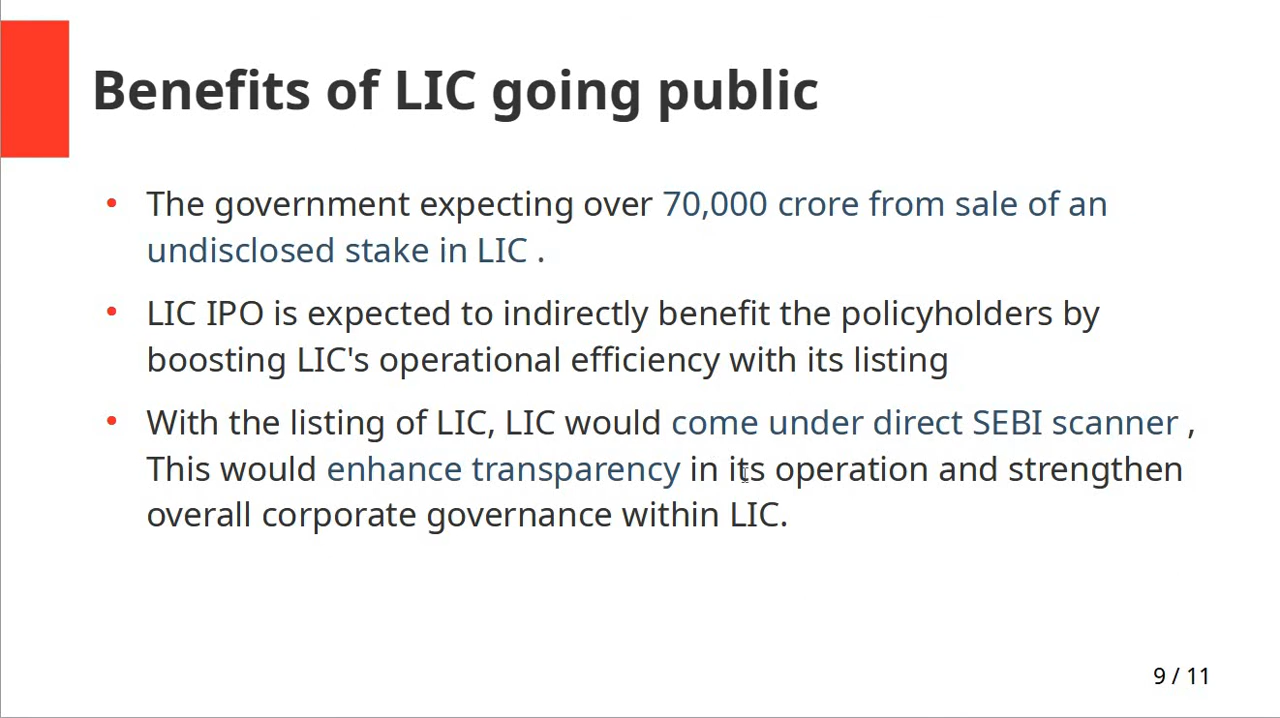 Benefits of LIC going public
• The government expecting over 70,000 crore from sale of an
undisclosed stake in LIC .
• LIC IPO is expected to indirectly benefit the policyholders by
boosting LIC's operational efficiency with its listing
• With the listing of LIC, LIC would come under direct SEBI scanner ,
This would enhance transparency in its operation and strengthen
overall corporate governance within LIC.
9 / 11